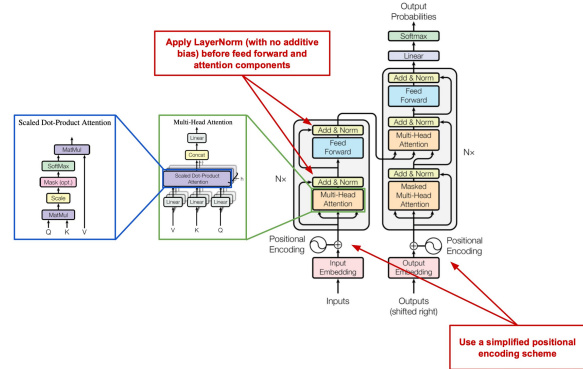 Output
Probabilities
Softmax
Linear
Add & Norm
Feed
Forward
Add & Norm
Multi-Head
Attention
Add & Norm
Masked
Multi-Head
Attention
Nx
Positional
Encoding
Output
Embedding
Outputs
(shifted right)
Apply LayerNorm (with no additive
bias) before feed forward and
attention components
Add & Norm
Feed
Forward
Add & Norm
Multi-Head
Attention
Nx
Positional
Encoding
Input
Embedding
Inputs
Scaled Dot-Product Attention
MatMul
SoftMax
Mask (opt.)
Scale
MatMul
Q K V
Multi-Head Attention
Linear
Concat
Scaled Dot-Product
Attention
h
Linear Linear Linear
V K Q
Use a simplified positional
encoding scheme